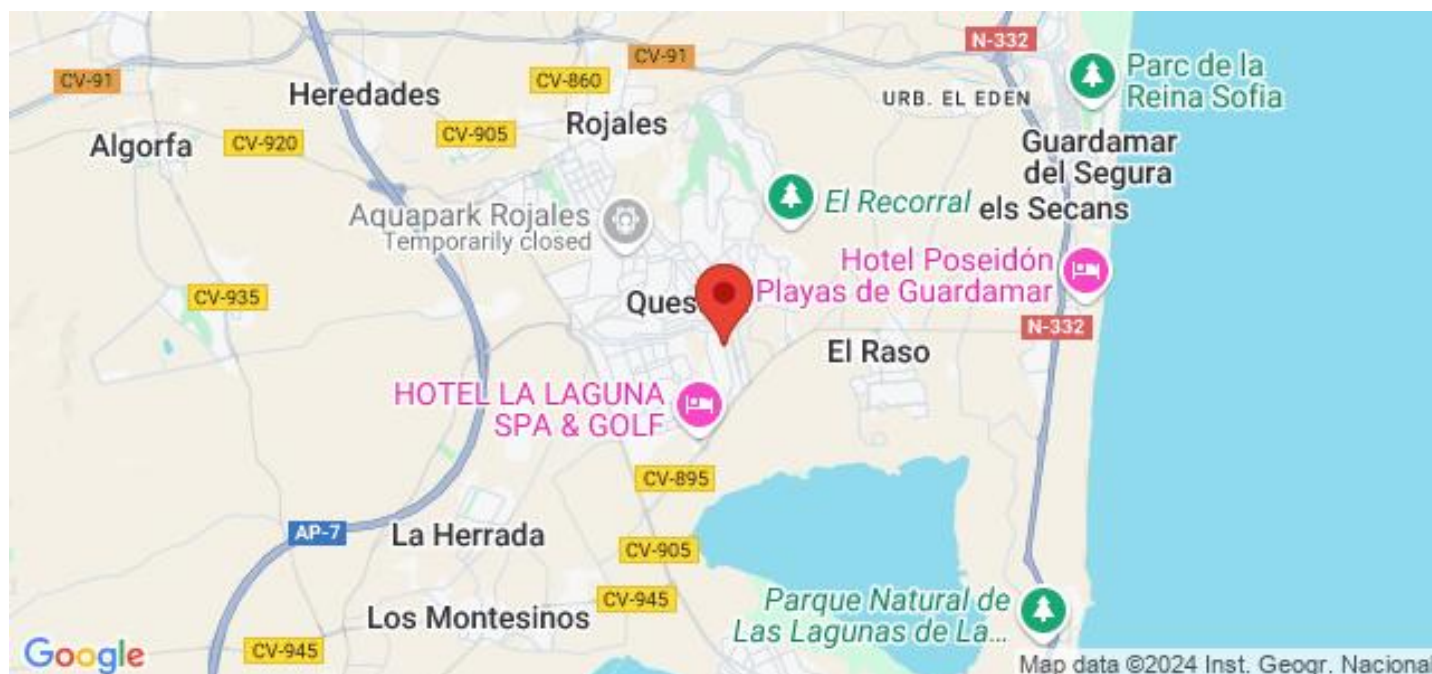 N-332
CV-91
CV-91
CV-860
Parc de la
Reina Sofia
Heredades
URB. EL EDEN
Rojales
CV-905
Algorfa
CV-920
Guardamar
del Segura
El Recorral
els Secans
Aquapark Rojales
Temporarily closed
Hotel Poseidón
Playas de Guardamar
CV-935
N-332
El Raso
HOTEL LA LAGUNA
SPA & GOLF
CV-895
AP-7
La Herrada
CV-905
CV-945
Los Montesinos
Parque Natural de
Las Lagunas de La...
CV-945
Google
Map data ©2024 Inst. Geogr. Nacional